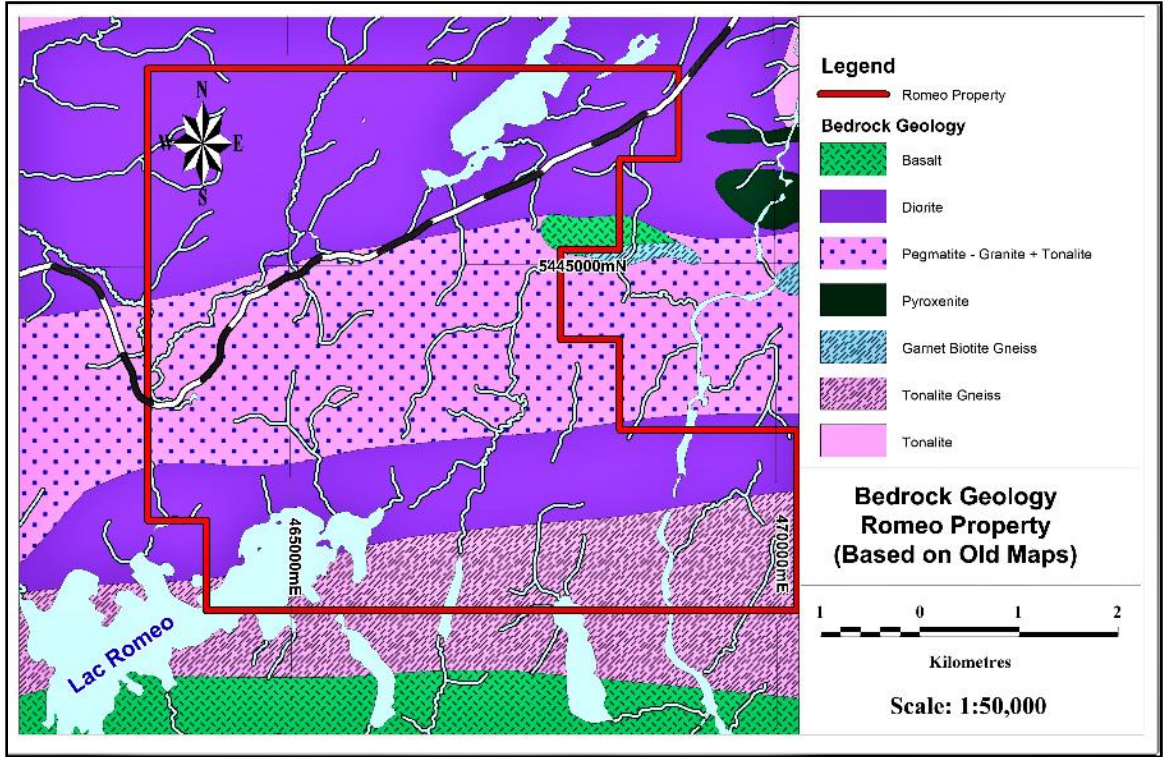 N
W E
S
5445000mN
465000mE
470000mE
Lac Romeo
Legend
Romeo Property
Bedrock Geology
Basalt
Diorite
Pegmatite - Granite + Tonalite
Pyroxenite
Garnet Biotite Gneiss
Tonalite Gneiss
Tonalite
Bedrock Geology
Romeo Property
(Based on Old Maps)
1 0 1 2
Kilometres
Scale: 1:50,000